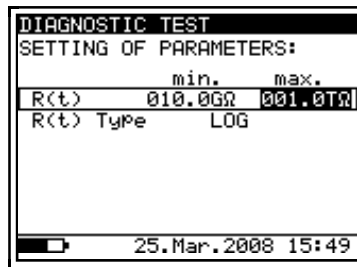 DIAGNOSTIC TEST
SETTING OF PARAMETERS:
min. max.
R(t) 010.0GΩ 001.0TΩ
R(t) Type LOG
25.Mar.2008 15:49